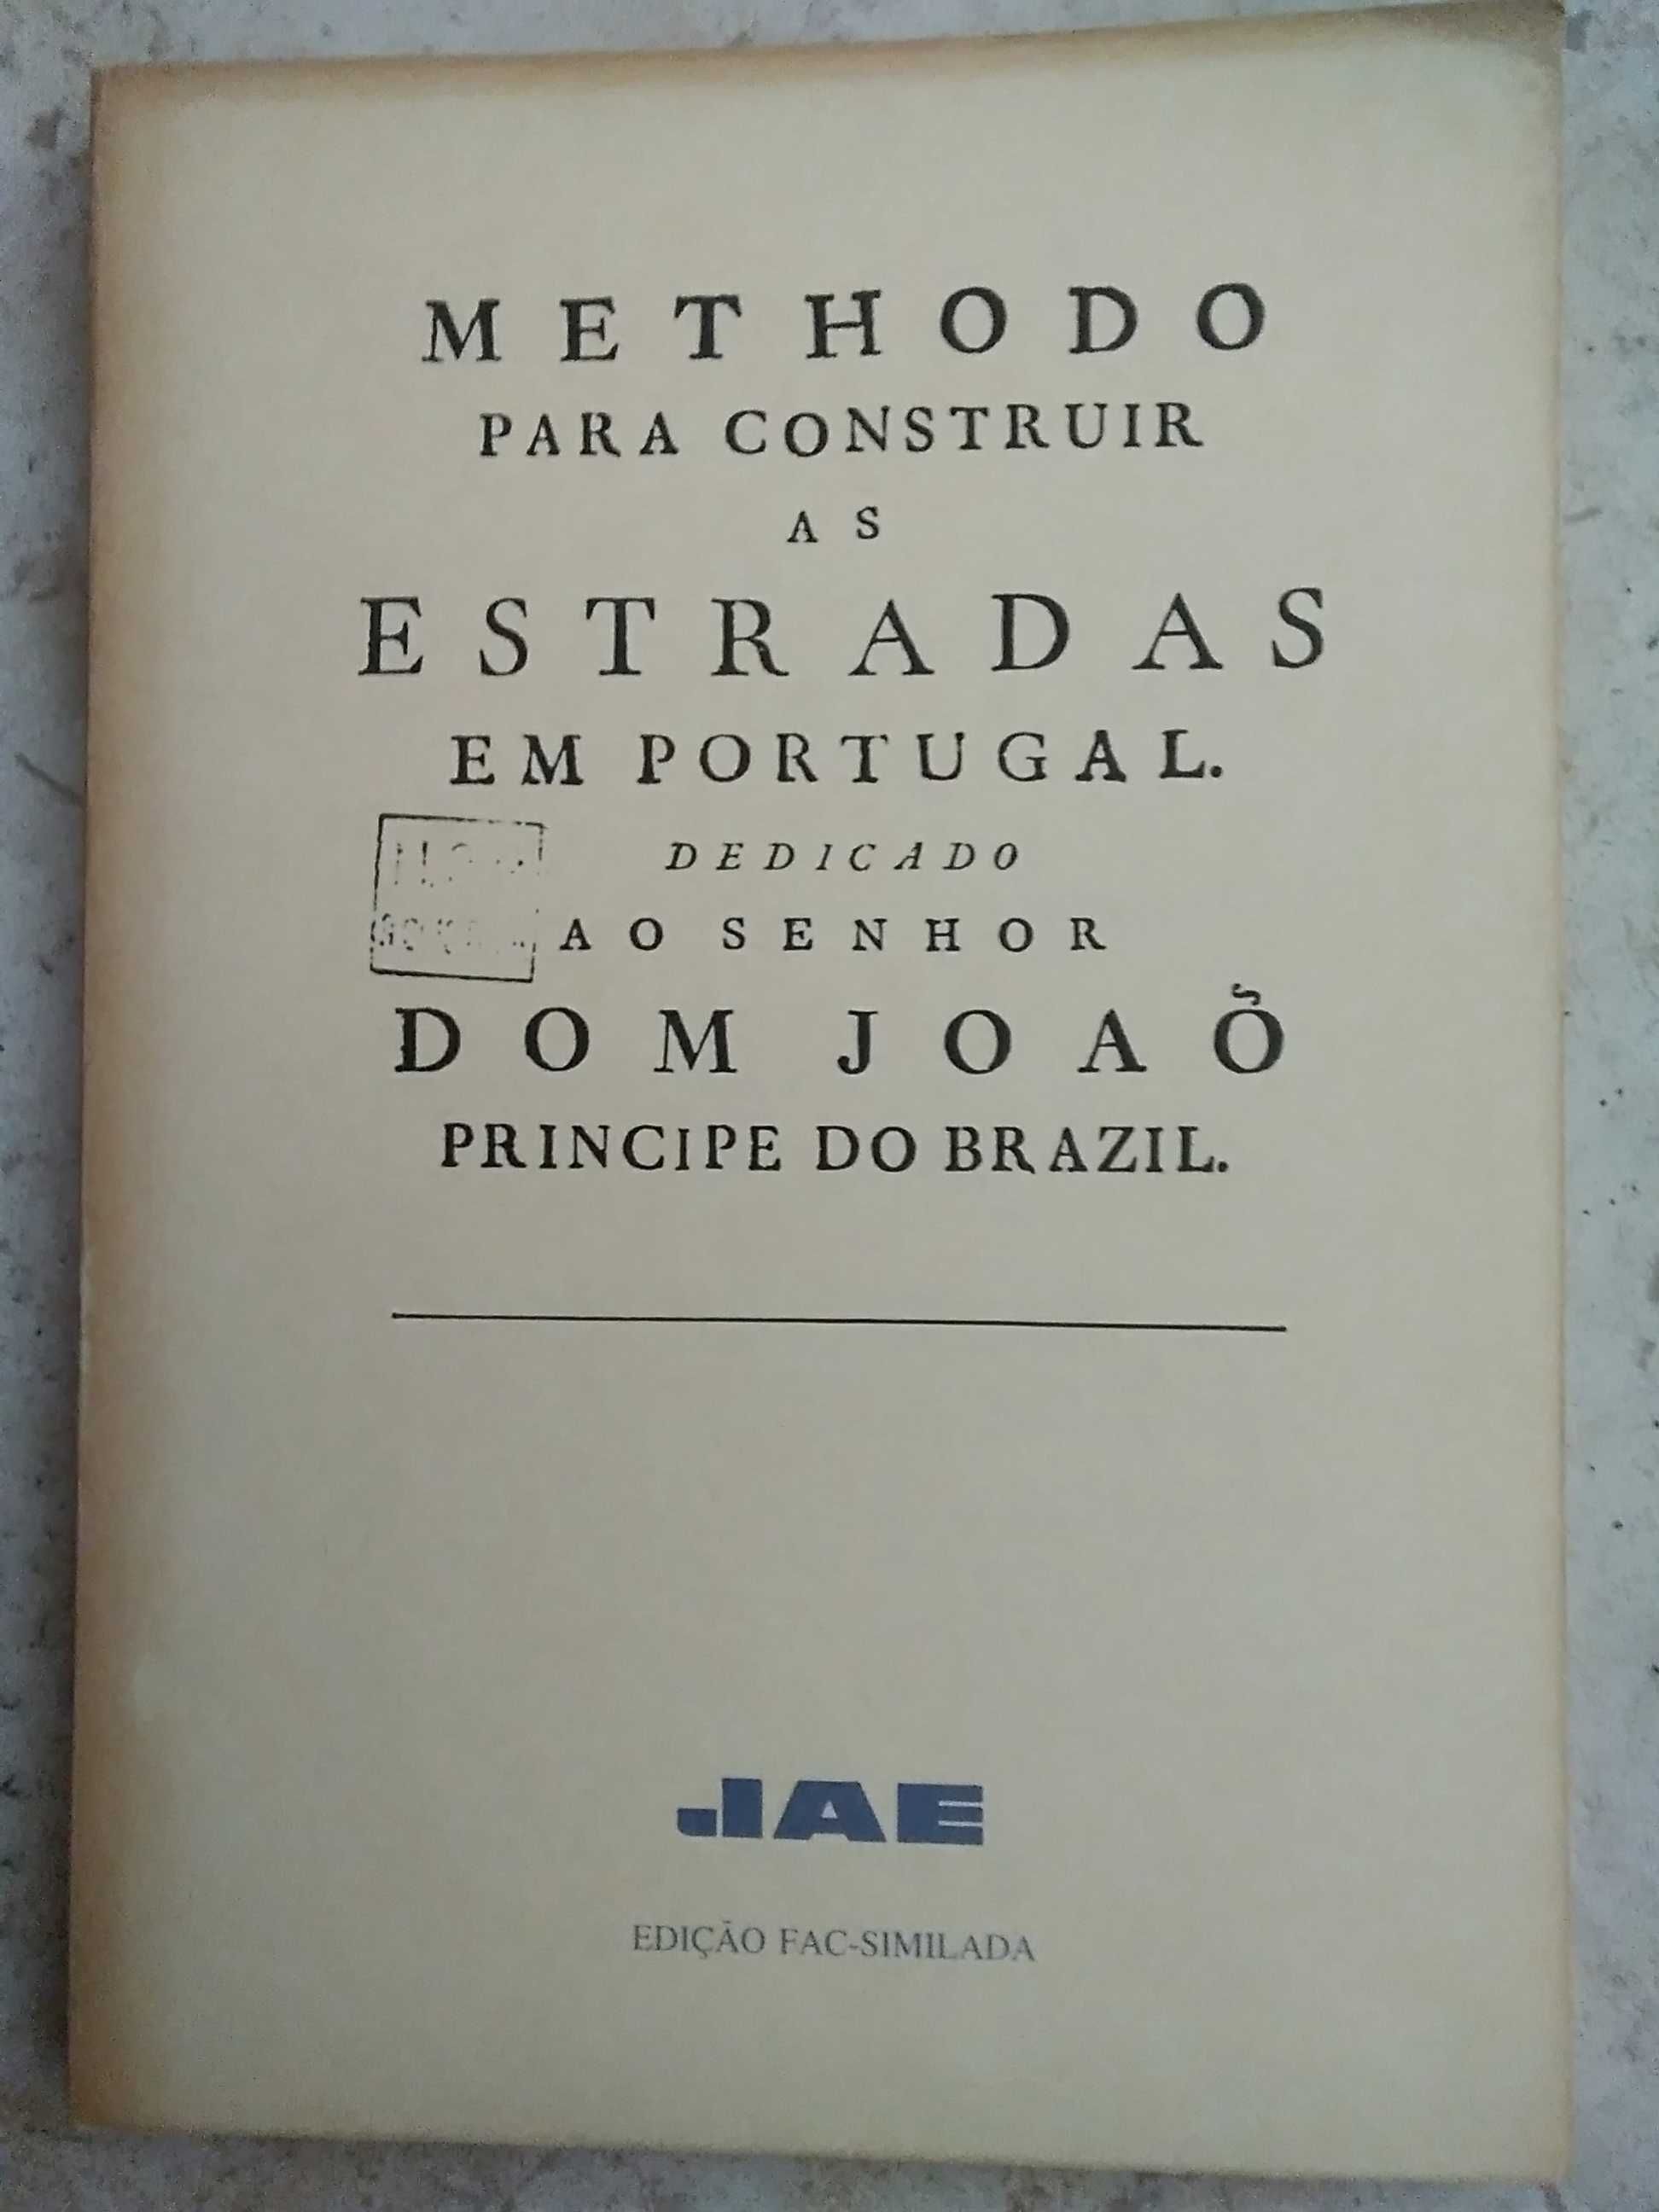 METHODO
PARA CONSTRUIR
AS
ESTRADAS
EM PORTUGAL.
DEDICADO
AO SENHOR
DOM JOAÕ
PRINCIPE DO BRAZIL.
JAE
EDIÇÃO FAC-SIMILADA